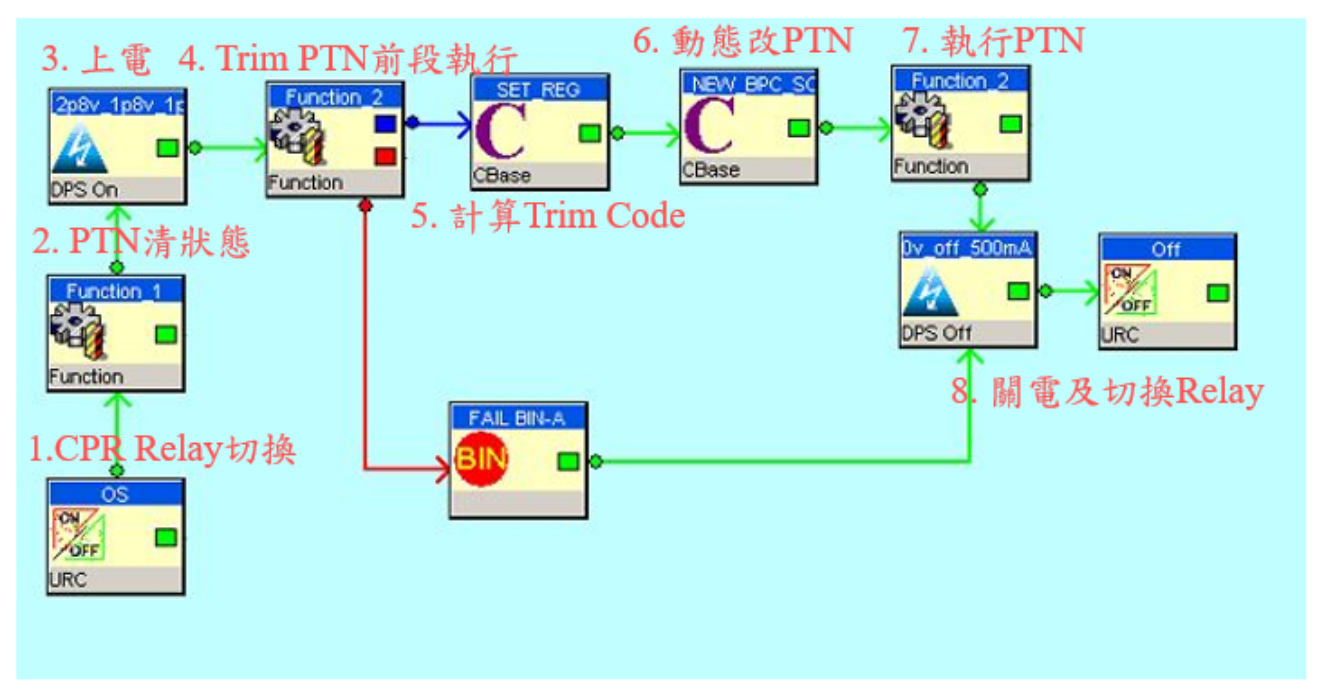 3. 上電
4. Trim PTN前段執行
6. 動態改PTN
7. 執行PTN
2p8v_1p8v_1p
DPS On
Function_2
Function
SET_REG
CBase
NEW_BPC_SC
CBase
Function_2
Function
5. 計算Trim Code
2. PTN清狀態
Function_1
Function
0v_off_500mA
DPS Off
Off
ON
OFF
URC
8. 關電及切換Relay
1.CPR Relay切換
FAIL BIN-A
BIN
OS
ON
OFF
URC